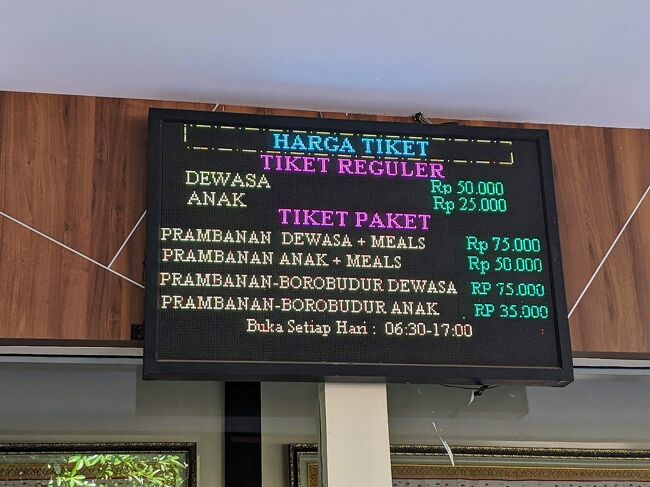 HARGA TIKET
TIKET REGULER
DEWASA Rp 50.000
ANAK Rp 25.000
TIKET PAKET
PRAMBANAN DEWASA + MEALS Rp 75.000
PRAMBANAN ANAK + MEALS Rp 50.000
PRAMBANAN-BOROBUDUR DEWASA RP 75.000
PRAMBANAN-BOROBUDUR ANAK RP 35.000
Buka Setiap Hari : 06:30-17:00